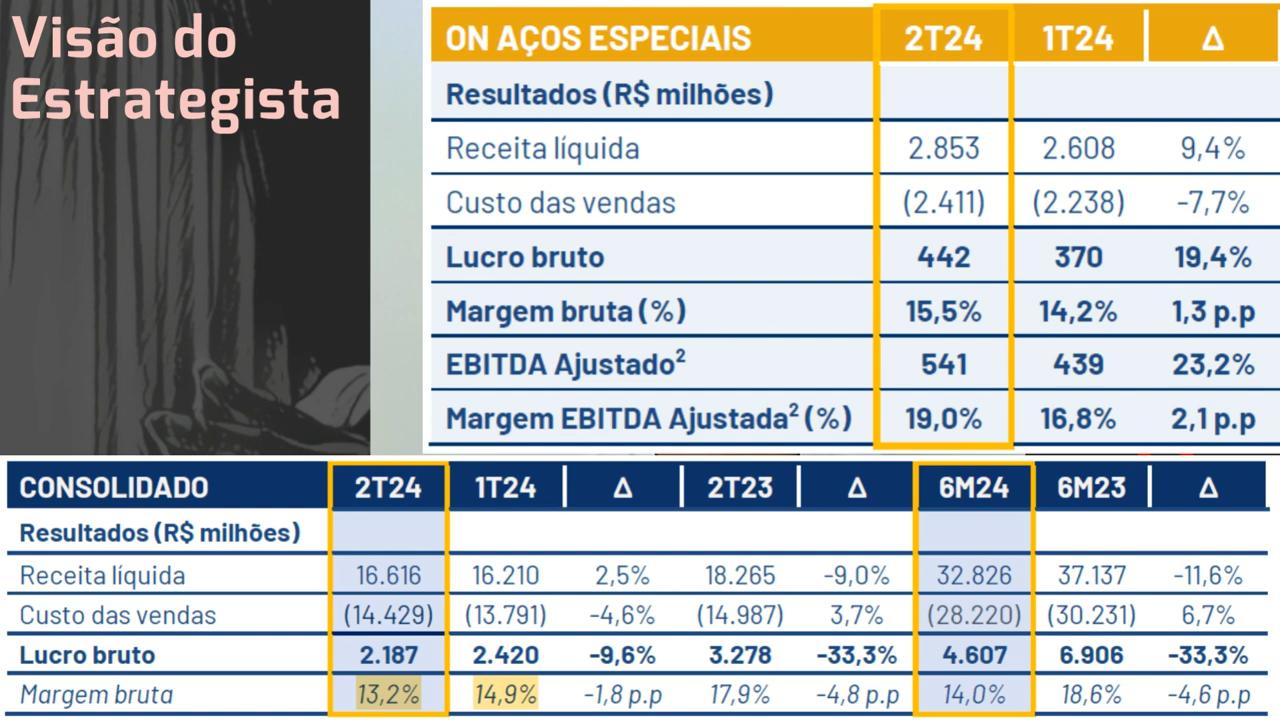 Visão do
Estrategista
ON AÇOS ESPECIAIS 2T24 1T24 Δ
Resultados (R$ milhões)
Receita líquida 2.853 2.608 9,4%
Custo das vendas (2.411) (2.238) -7,7%
Lucro bruto 442 370 19,4%
Margem bruta (%) 15,5% 14,2% 1,3 p.p
EBITDA Ajustado² 541 439 23,2%
Margem EBITDA Ajustada² (%) 19,0% 16,8% 2,1 p.p
CONSOLIDADO 2T24 1T24 Δ 2T23 Δ 6M24 6M23 Δ
Resultados (R$ milhões)
Receita líquida 16.616 16.210 2,5% 18.265 -9,0% 32.826 37.137 -11,6%
Custo das vendas (14.429) (13.791) -4,6% (14.987) 3,7% (28.220) (30.231) 6,7%
Lucro bruto 2.187 2.420 -9,6% 3.278 -33,3% 4.607 6.906 -33,3%
Margem bruta 13,2% 14,9% -1,8 p.p 17,9% -4,8 p.p 14,0% 18,6% -4,6 p.p